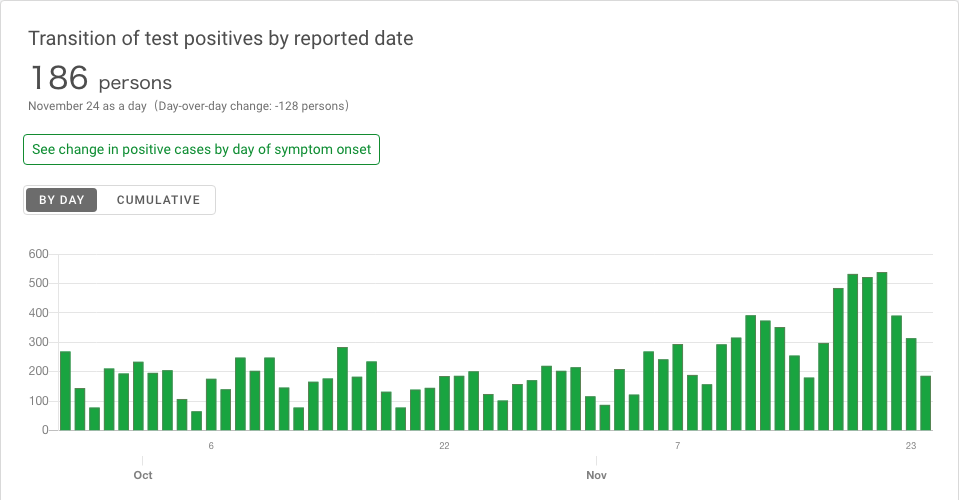 Transition of test positives by reported date
186 persons
November 24 as a day (Day-over-day change: -128 persons)
See change in positive cases by day of symptom onset
BY DAY CUMULATIVE
600
500
400
300
200
100
0
6 22 7 23
Oct Nov